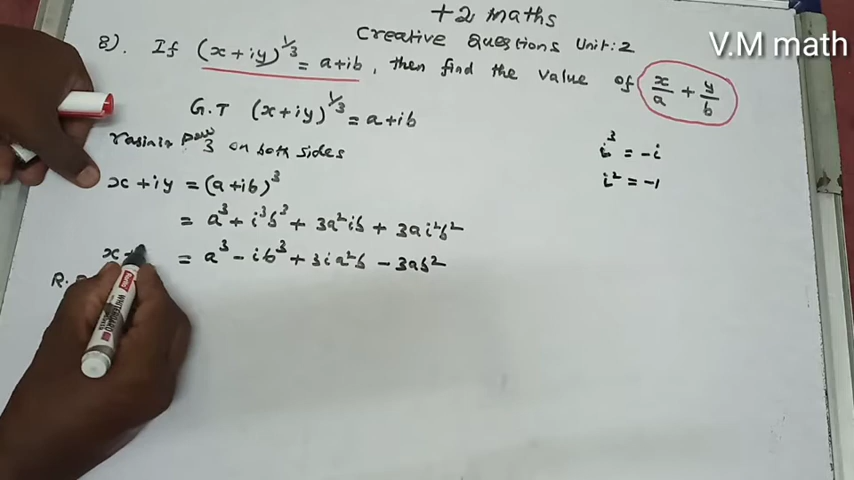 +2 maths
Creative Questions Unit: 2
V.M math
8). If (x+iy)^1/3 = a+ib, then find the value of x/a + y/b
G.T (x+iy)^1/3 = a+ib
rasinin pow 3 on both sides
i³ = -i
i² = -1
x+iy = (a+ib)³
= a³ + i³b³ + 3a²ib + 3ai²b²
x+ = a³ - ib³ + 3ia²b - 3ab²
R.